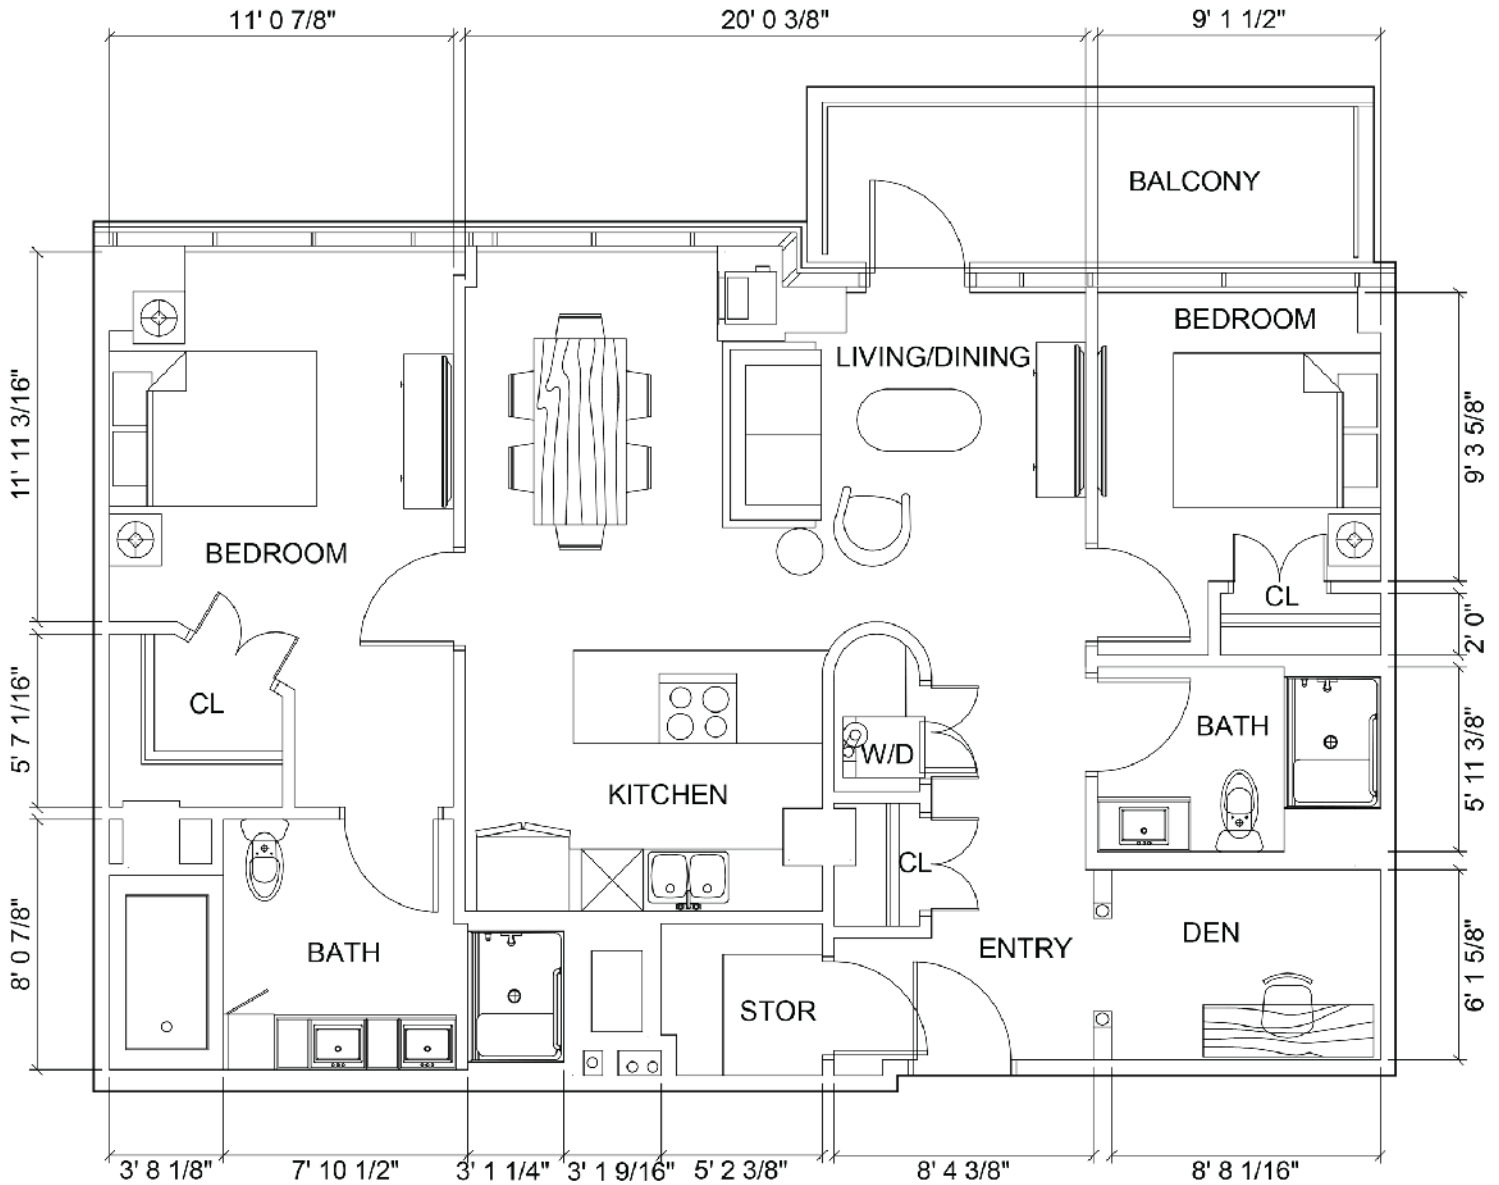 11' 0 7/8"
20' 0 3/8"
9' 1 1/2"
BALCONY
BEDROOM
LIVING/DINING
11' 11 3/16"
9' 3 5/8"
BEDROOM
CL
2' 0"
CL
5' 7 1/16"
BATH
W/D
5' 11 3/8"
KITCHEN
CL
8' 0 7/8"
BATH
ENTRY
DEN
6' 1 5/8"
STOR
3' 8 1/8"
7' 10 1/2"
3' 1 1/4"
3' 1 9/16"
5' 2 3/8"
8' 4 3/8"
8' 8 1/16"